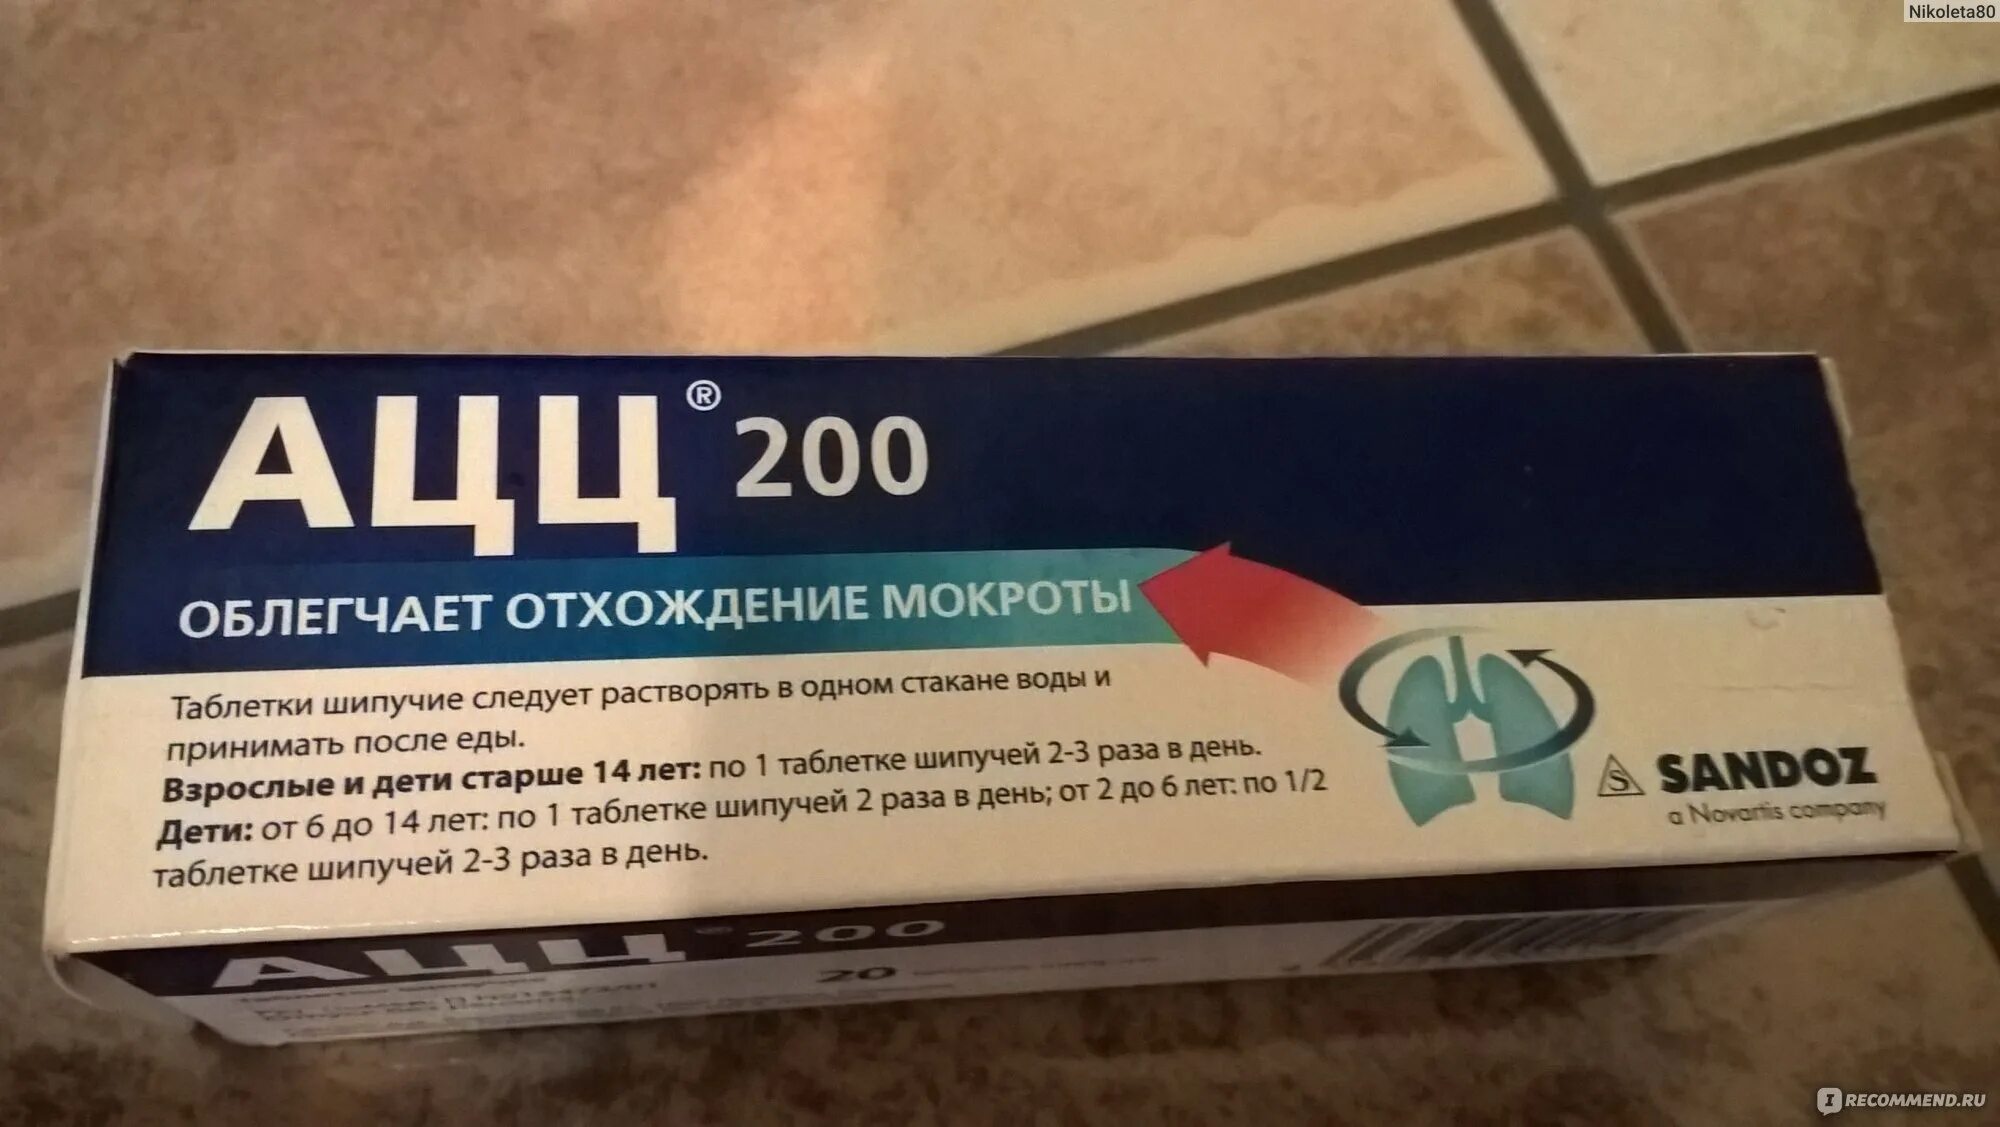 Nikoleta80
АЦЦ® 200
ОБЛЕГЧАЕТ ОТХОЖДЕНИЕ МОКРОТЫ
Таблетки шипучие следует растворять в одном стакане воды и
принимать после еды.
Взрослые и дети старше 14 лет: по 1 таблетке шипучей 2-3 раза в день.
Дети: от 6 до 14 лет: по 1 таблетке шипучей 2 раза в день; от 2 до 6 лет: по 1/2
таблетке шипучей 2-3 раза в день.
S SANDOZ
a Novartis company
АЦЦ® 200
20
I RECOMMEND.RU